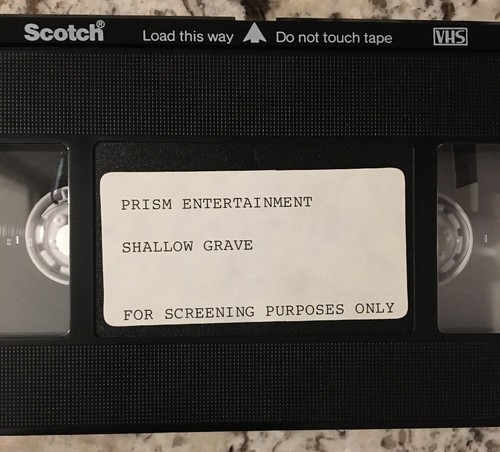 Scotch® Load this way Do not touch tape VHS
PRISM ENTERTAINMENT
SHALLOW GRAVE
FOR SCREENING PURPOSES ONLY